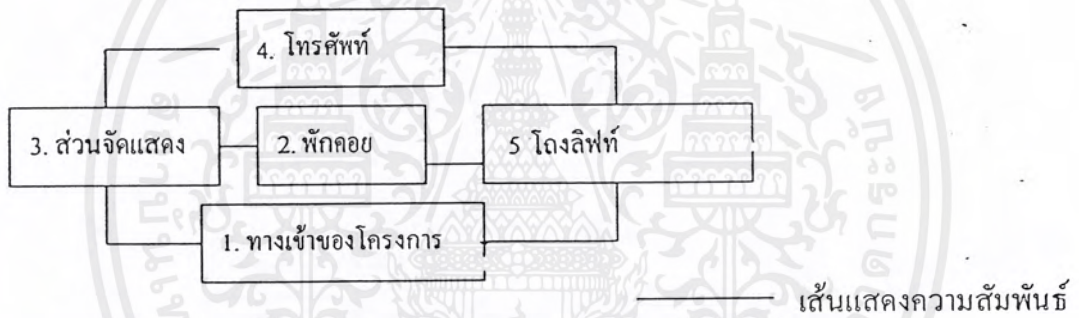 4. โทรศัพท์
3. ส่วนจัดแสดง
2. พักคอย
5 โถงลิฟท์
1. ทางเข้าของโครงการ
เส้นแสดงความสัมพันธ์